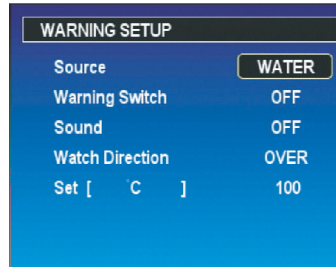 WARNING SETUP
Source WATER
Warning Switch OFF
Sound OFF
Watch Direction OVER
Set [ °C ] 100